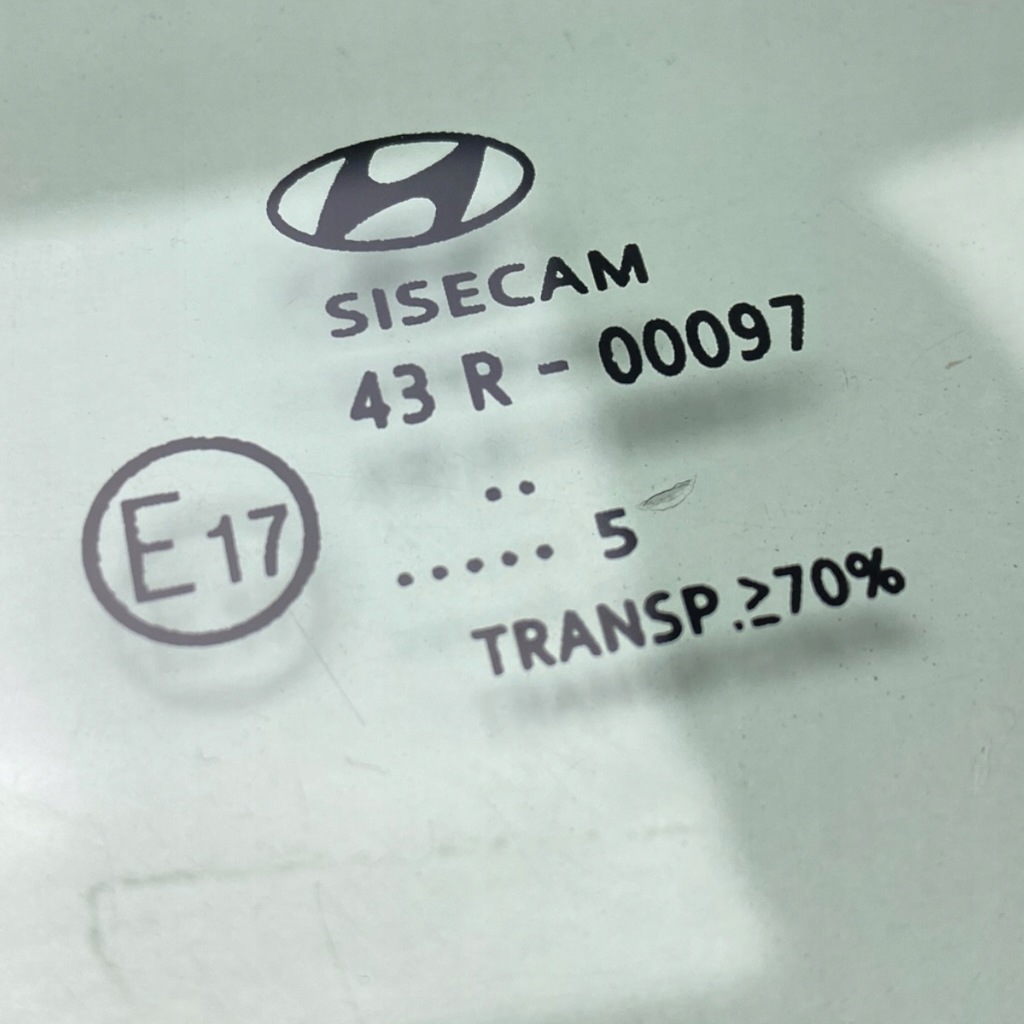 SISECAM
43 R - 00097
E17
..
..... 5
TRANSP.≥70%